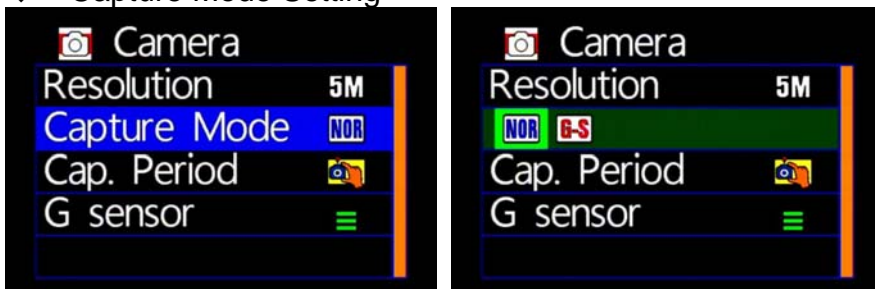 Capture Mode Setting
Camera
Resolution 5M
Capture Mode NOR
Cap. Period
G sensor
Camera
Resolution 5M
NOR G-S
Cap. Period
G sensor